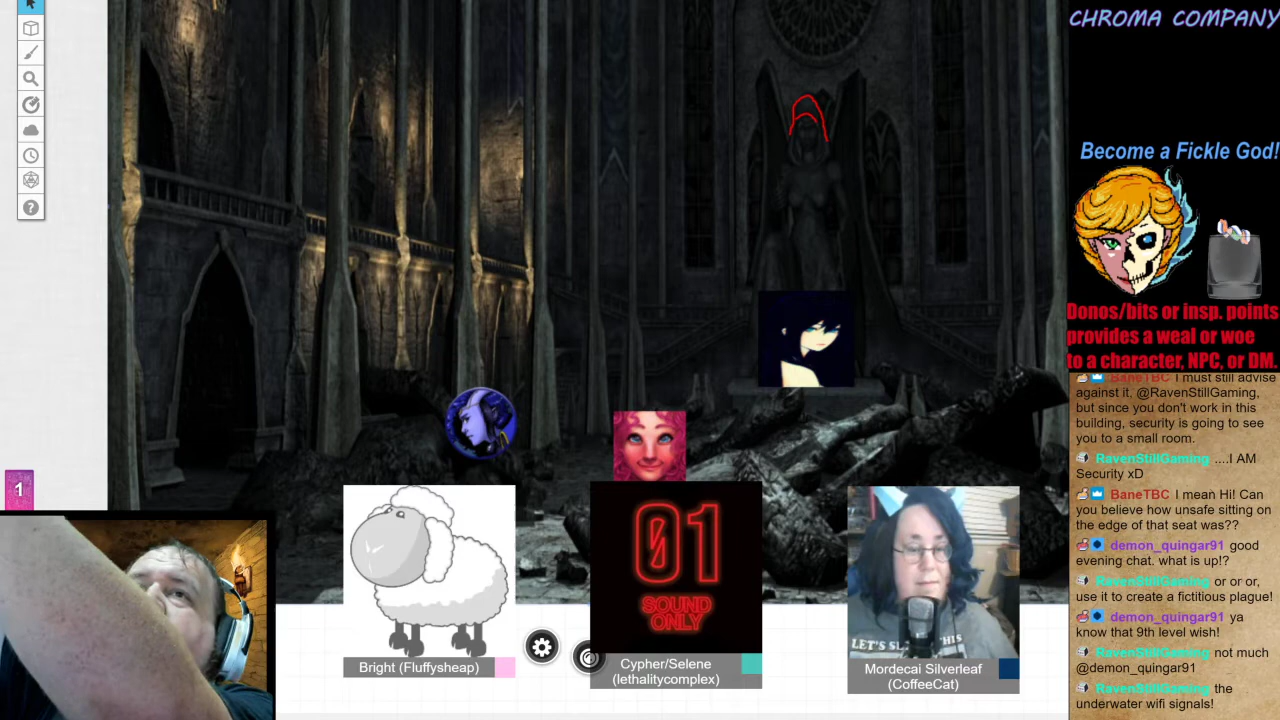 CHROMA COMPANY
Become a Fickle God!
Donos/bits or insp. points
provides a weal or woe
to a character, NPC, or DM.
BaneTBC I must still advise
against it, @RavenStillGaming,
but since you don't work in this
building, security is going to see
you to a small room.
RavenStillGaming ....I AM
Security xD
BaneTBC I mean Hi! Can
you believe how unsafe sitting on
the edge of that seat was??
demon_quingar91 good
evening chat. what is up!?
RavenStillGaming or or or,
use it to create a fictitious plague!
demon_quingar91 ya
know that 9th level wish!
RavenStillGaming not much
@demon_quingar91
RavenStillGaming the
underwater wifi signals!
1
01
SOUND
ONLY
LET'S
THIS
Bright (Fluffysheap)
Cypher/Selene
(lethalitycomplex)
Mordecai Silverleaf
(CoffeeCat)